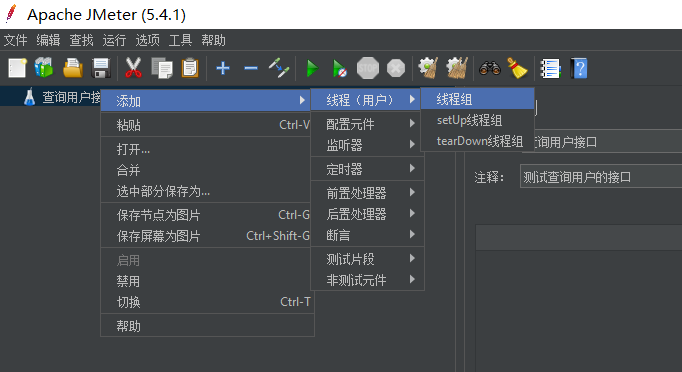 Apache JMeter (5.4.1)
文件 编辑 查找 运行 选项 工具 帮助
查询用户接
添加
粘贴 Ctrl-V
打开...
合并
选中部分保存为...
保存节点为图片 Ctrl-G
保存屏幕为图片 Ctrl+Shift-G
启用
禁用
切换 Ctrl-T
帮助
线程（用户）
配置元件
监听器
定时器
前置处理器
后置处理器
断言
测试片段
非测试元件
线程组
setUp线程组
tearDown线程组
查询用户接口
注释： 测试查询用户的接口